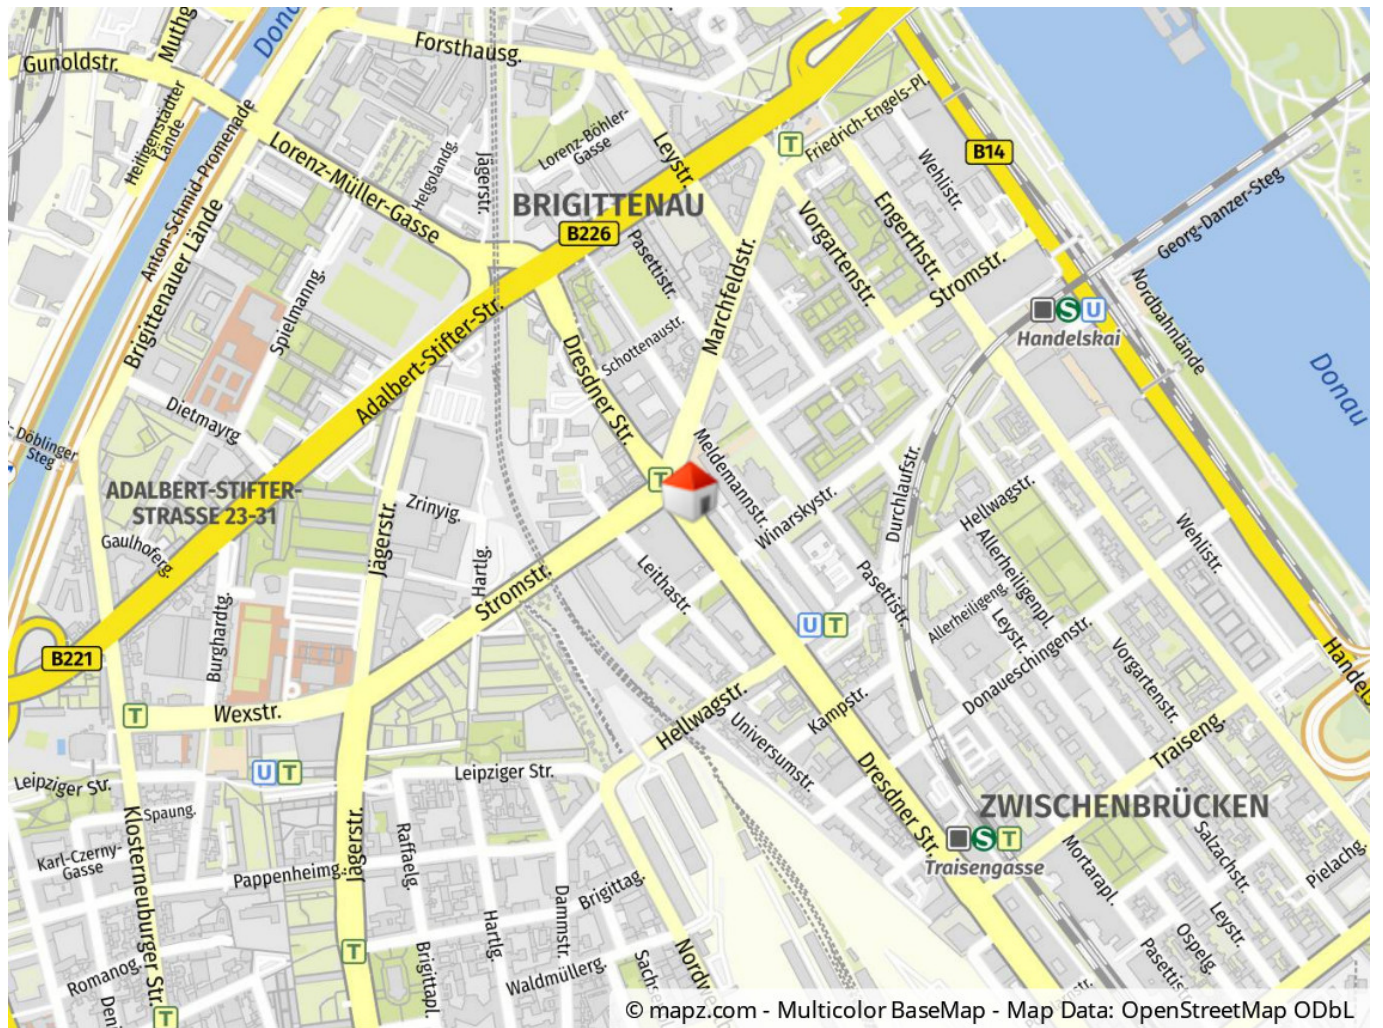 Muthg
Dona
Forsthausg.
Gunoldstr.
Heiligenstädter
Lände
Anton-Schmid-Promenade
Lorenz-Müller-Gasse
Helgolandg.
Jägerstr.
Lorenz-Böhler-
Gasse
Leystr.
T
Friedrich-Engels-Pl.
Wehlistr.
B14
BRIGITTENAU
B226
Brigittenauer Lände
Spielmanng.
Pasettistr.
Marchfeldstr.
Vorgartenstr.
Engerthstr.
Stromstr.
Georg-Danzer-Steg
Nordbahnlände
S U
Handelskai
Donau
Adalbert-Stifter-Str.
Schottenaustr.
Dresdner Str.
Dietmayrg.
Döblinger
Steg
ADALBERT-STIFTER-
STRASSE 23-31
Zrinyig.
T
Meldemannstr.
Winarskystr.
Durchlaufstr.
Hellwagstr.
Wehlistr.
Gaulhoferg.
Jägerstr.
Hartlg.
Stromstr.
Leithastr.
Pasettistr.
Allerheiligenpl.
Allerheiligeng.
Leystr.
Burghardtg.
U T
B221
Donaueschingenstr.
Vorgartenstr.
Handels
T
Wexstr.
Hellwagstr.
Universumstr.
Kampstr.
Traiseng.
Leipziger Str.
U T
Leipziger Str.
Dresdner Str.
ZWISCHENBRÜCKEN
S T
Traisengasse
Klosterneuburger Str.
Spaung.
Karl-Czerny-
Gasse
Jägerstr.
Raffaelg.
Pappenheimg.
Brigittag.
Dammstr.
Hartlg.
Mortarapl.
Salzachstr.
Pielachg.
Leystr.
Ospelg.
Pasettis
T
Romanog.
Brigittapl.
Waldmüllerg.
Sachse
Nordwe
T
© mapz.com - Multicolor BaseMap - Map Data: OpenStreetMap ODbL